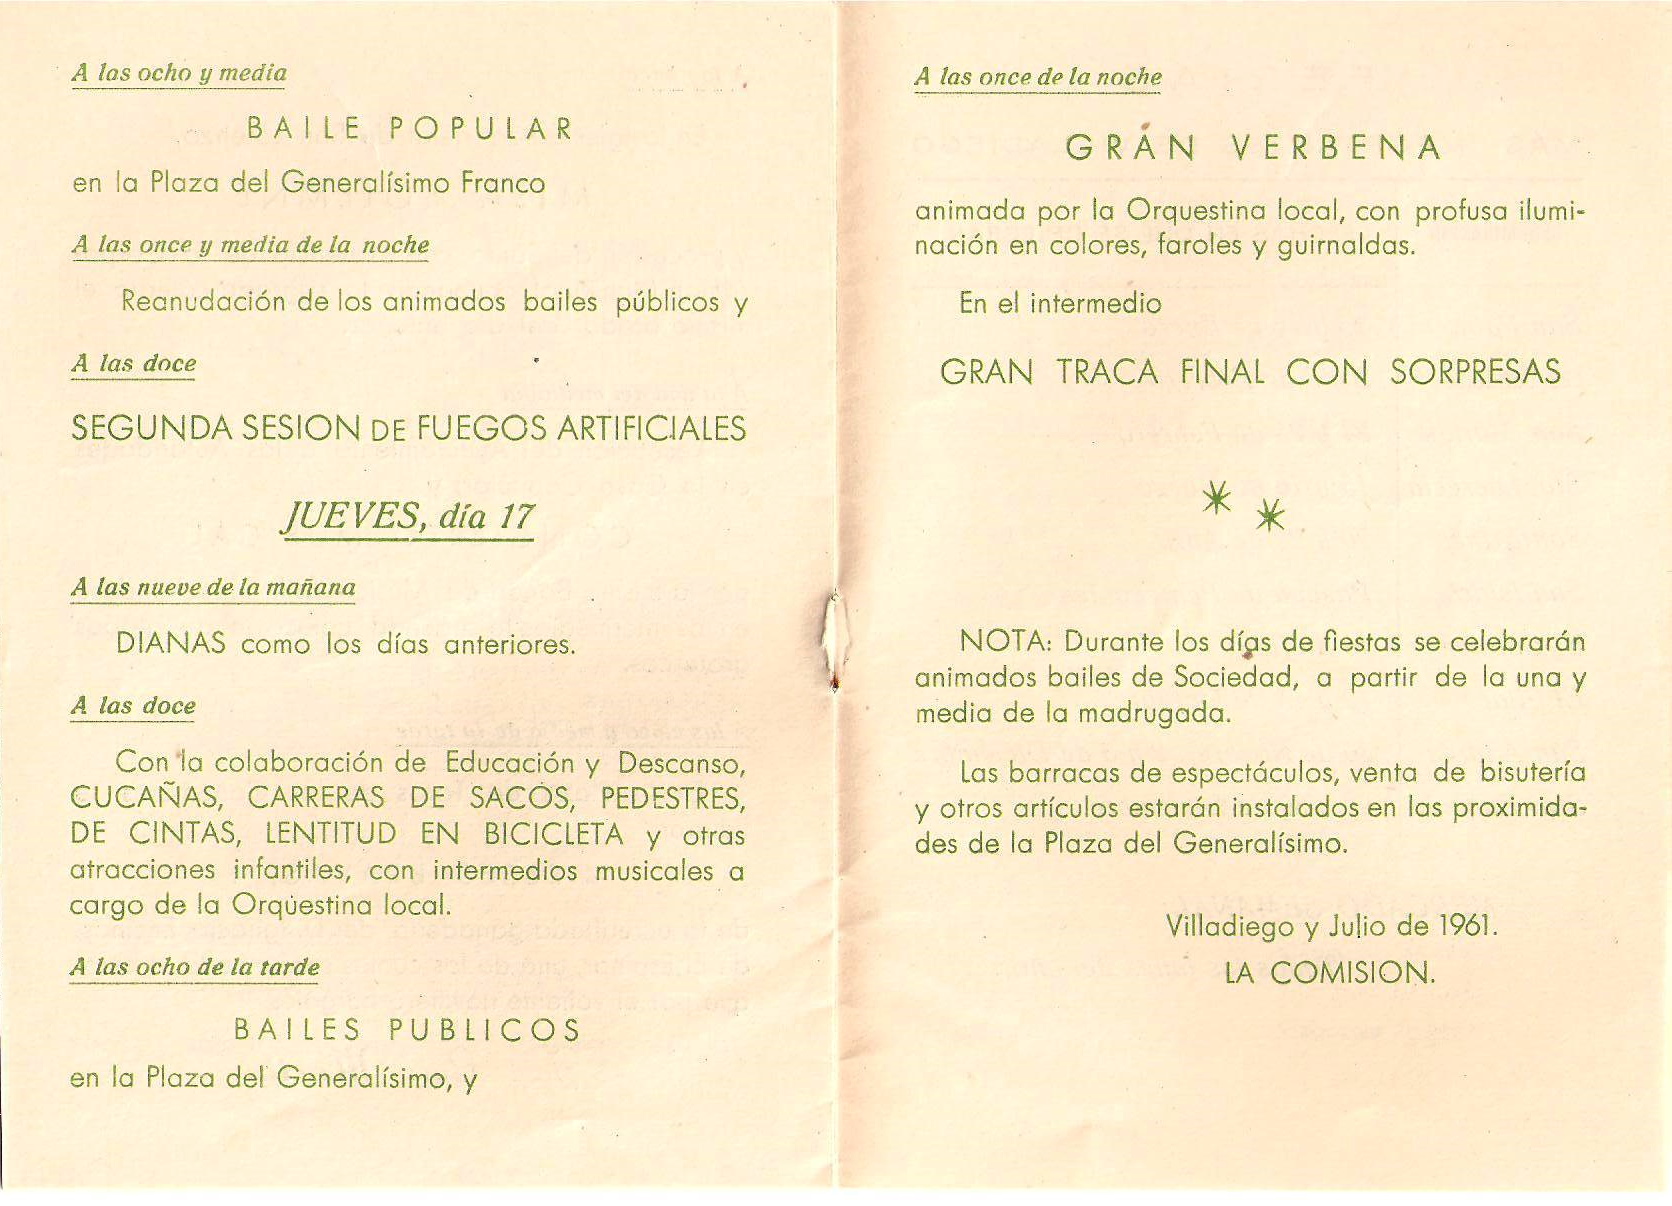 A las ocho y media
BAILE POPULAR
en la Plaza del Generalísimo Franco
A las once y media de la noche
Reanudación de los animados bailes públicos y
A las doce
SEGUNDA SESION DE FUEGOS ARTIFICIALES
JUEVES, día 17
A las nueve de la mañana
DIANAS como los días anteriores.
A las doce
Con la colaboración de Educación y Descanso,
CUCAÑAS, CARRERAS DE SACOS, PEDESTRES,
DE CINTAS, LENTITUD EN BICICLETA y otras
atracciones infantiles, con intermedios musicales a
cargo de la Orquestina local.
A las ocho de la tarde
BAILES PUBLICOS
en la Plaza del Generalísimo, y
A las once de la noche
GRAN VERBENA
animada por la Orquestina local, con profusa ilumi-
nación en colores, faroles y guirnaldas.
En el intermedio
GRAN TRACA FINAL CON SORPRESAS
NOTA: Durante los días de fiestas se celebrarán
animados bailes de Sociedad, a partir de la una y
media de la madrugada.
Las barracas de espectáculos, venta de bisutería
y otros artículos estarán instalados en las proximida-
des de la Plaza del Generalísimo.
Villadiego y Julio de 1961.
LA COMISION.